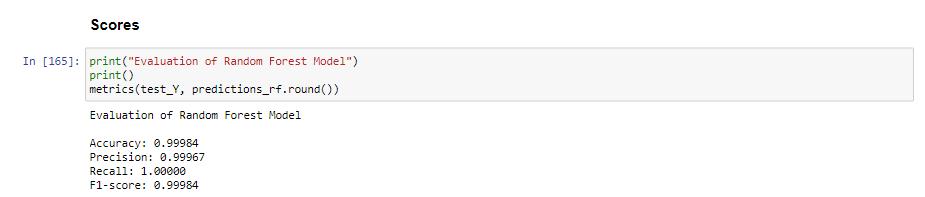 Scores
In [165]: print("Evaluation of Random Forest Model")
print()
metrics(test_Y, predictions_rf.round())
Evaluation of Random Forest Model
Accuracy: 0.99984
Precision: 0.99967
Recall: 1.00000
F1-score: 0.99984